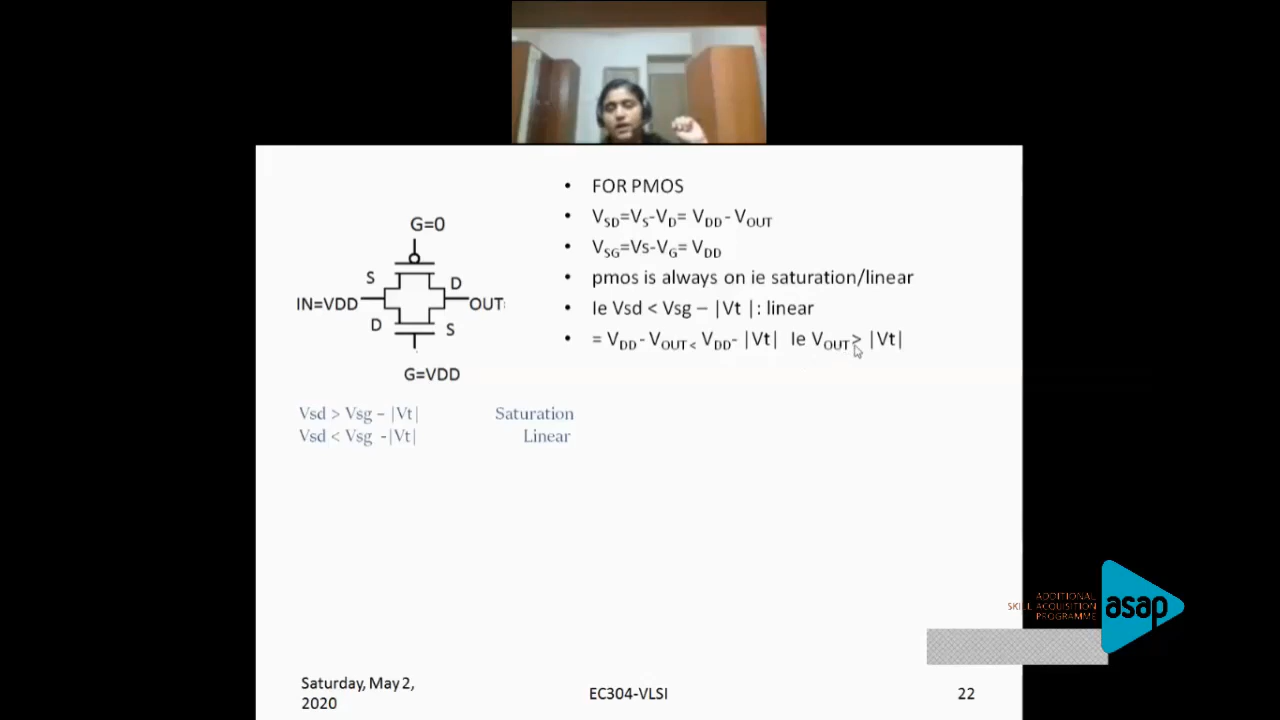 • FOR PMOS
• VSD=VS-VD= VDD - VOUT
• VSG=Vs-VG= VDD
• pmos is always on ie saturation/linear
• Ie Vsd < Vsg – |Vt |: linear
• = VDD - VOUT < VDD- |Vt| Ie VOUT> |Vt|
G=0
S
D
IN=VDD
OUT:
D
S
G=VDD
Vsd > Vsg – |Vt| Saturation
Vsd < Vsg -|Vt| Linear
ADDITIONAL
SKILL ACQUISITION
PROGRAMME
asap
Saturday, May 2,
2020
EC304-VLSI
22